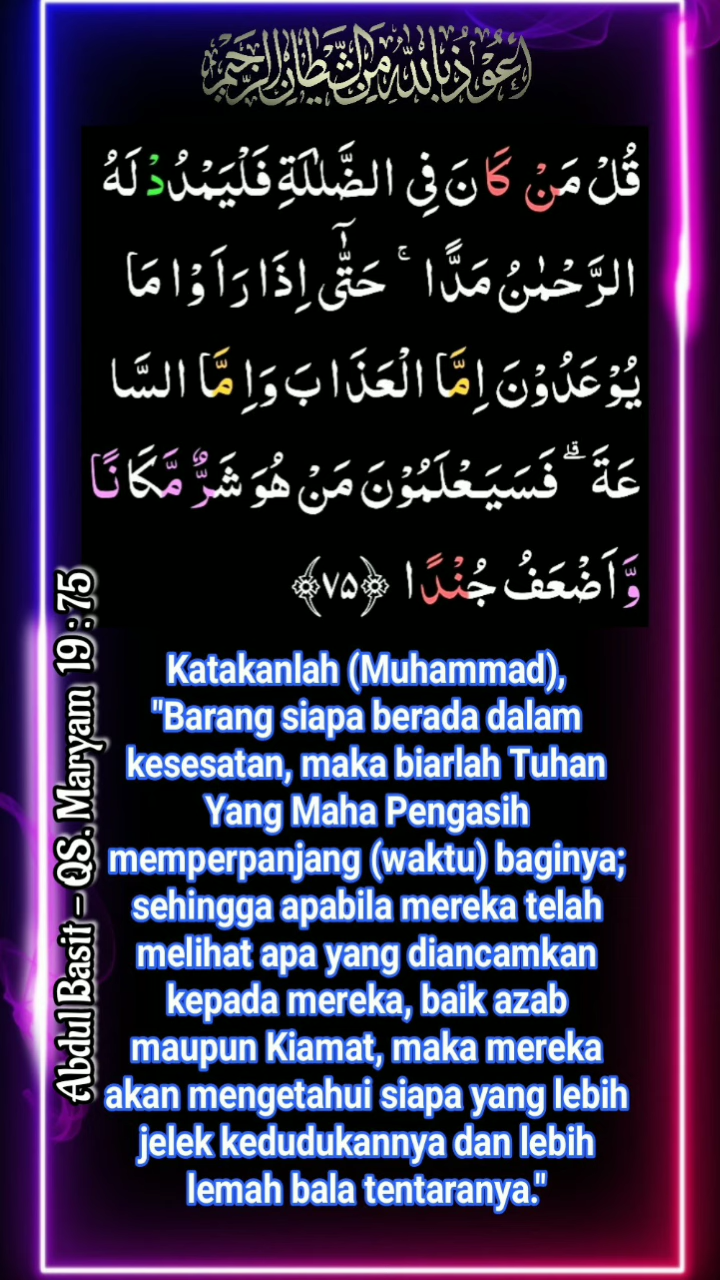 أَعُوْذُ بِاللّٰهِ مِنَ الشَّيْطَانِ الرَّجِيْمِ
قُلْ مَنْ كَانَ فِى الضَّلٰلَةِ فَلْيَمْدُدْ لَهُ
الرَّحْمٰنُ مَدًّا ۚ حَتّٰٓى اِذَا رَاَوْا مَا
يُوْعَدُوْنَ اِمَّا الْعَذَابَ وَاِمَّا السَّا
عَةَ ۗ فَسَيَعْلَمُوْنَ مَنْ هُوَ شَرٌّ مَّكَانًا
وَّاَضْعَفُ جُنْدًا ﴿٧٥﴾
Abdul Basit – QS. Maryam 19 : 75
Katakanlah (Muhammad),
"Barang siapa berada dalam
kesesatan, maka biarlah Tuhan
Yang Maha Pengasih
memperpanjang (waktu) baginya;
sehingga apabila mereka telah
melihat apa yang diancamkan
kepada mereka, baik azab
maupun Kiamat, maka mereka
akan mengetahui siapa yang lebih
jelek kedudukannya dan lebih
lemah bala tentaranya."